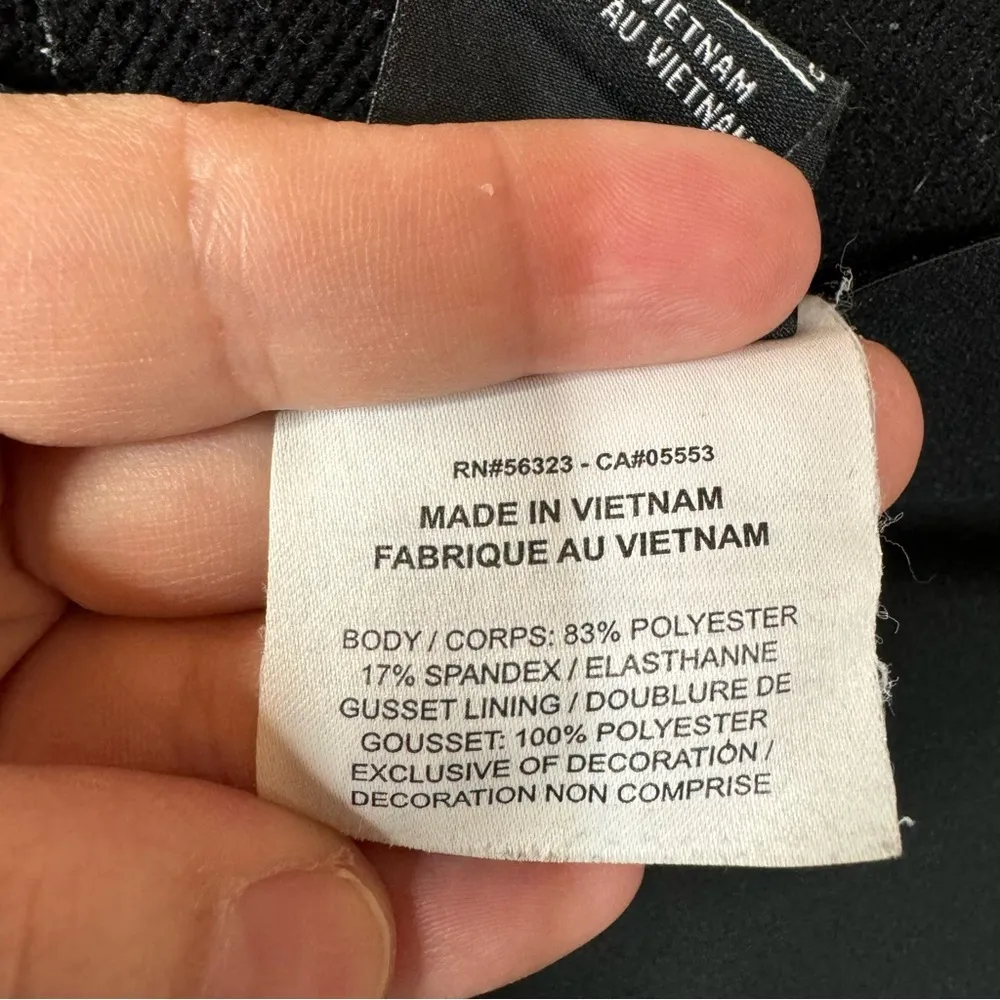 VIETNAM
AU VIETNAM
RN#56323 - CA#05553
MADE IN VIETNAM
FABRIQUE AU VIETNAM
BODY / CORPS: 83% POLYESTER
17% SPANDEX / ELASTHANNE
GUSSET LINING / DOUBLURE DE
GOUSSET: 100% POLYESTER
EXCLUSIVE OF DECORATION /
DECORATION NON COMPRISE